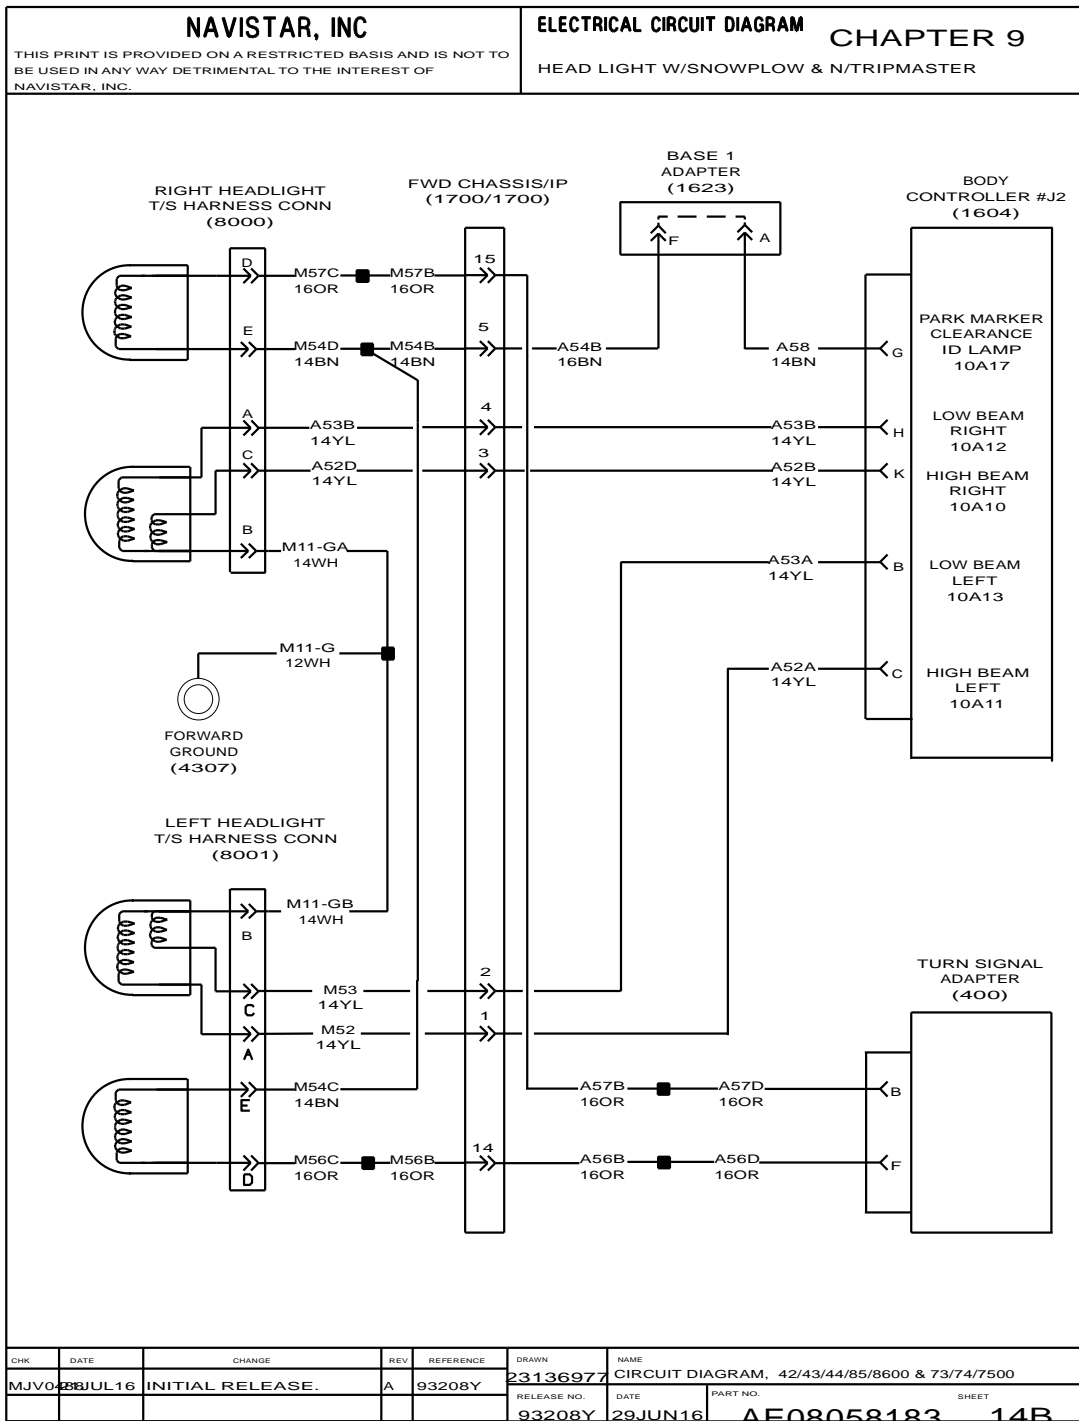 NAVISTAR, INC
THIS PRINT IS PROVIDED ON A RESTRICTED BASIS AND IS NOT TO
BE USED IN ANY WAY DETRIMENTAL TO THE INTEREST OF
NAVISTAR, INC.
ELECTRICAL CIRCUIT DIAGRAM
CHAPTER 9
HEAD LIGHT W/SNOWPLOW & N/TRIPMASTER
RIGHT HEADLIGHT
T/S HARNESS CONN
(8000)
FWD CHASSIS/IP
(1700/1700)
BASE 1
ADAPTER
(1623)
BODY
CONTROLLER #J2
(1604)
F
A
D
M57C
16OR
M57B
16OR
15
E
M54D
14BN
M54B
14BN
5
A54B
16BN
A58
14BN
G
PARK MARKER
CLEARANCE
ID LAMP
10A17
A
A53B
14YL
4
A53B
14YL
H
LOW BEAM
RIGHT
10A12
C
A52D
14YL
3
A52B
14YL
K
HIGH BEAM
RIGHT
10A10
B
M11-GA
14WH
A53A
14YL
B
LOW BEAM
LEFT
10A13
M11-G
12WH
A52A
14YL
C
HIGH BEAM
LEFT
10A11
FORWARD
GROUND
(4307)
LEFT HEADLIGHT
T/S HARNESS CONN
(8001)
B
M11-GB
14WH
C
M53
14YL
2
A
M52
14YL
1
TURN SIGNAL
ADAPTER
(400)
E
M54C
14BN
A57B
16OR
A57D
16OR
B
D
M56C
16OR
M56B
16OR
14
A56B
16OR
A56D
16OR
F
CHK DATE CHANGE REV REFERENCE
INITIAL RELEASE. A 93208Y
DRAWN
23136977
NAME
CIRCUIT DIAGRAM, 42/43/44/85/8600 & 73/74/7500
RELEASE NO.
93208Y
DATE
29JUN16
PART NO.
AE08058183
SHEET
14B